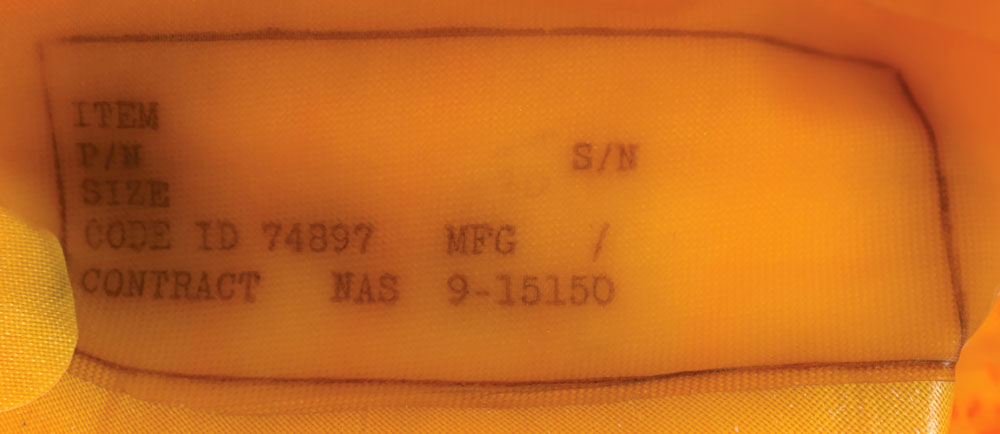 ITEM
P/N S/N
SIZE
CODE ID 74897 MFG /
CONTRACT NAS 9-15150